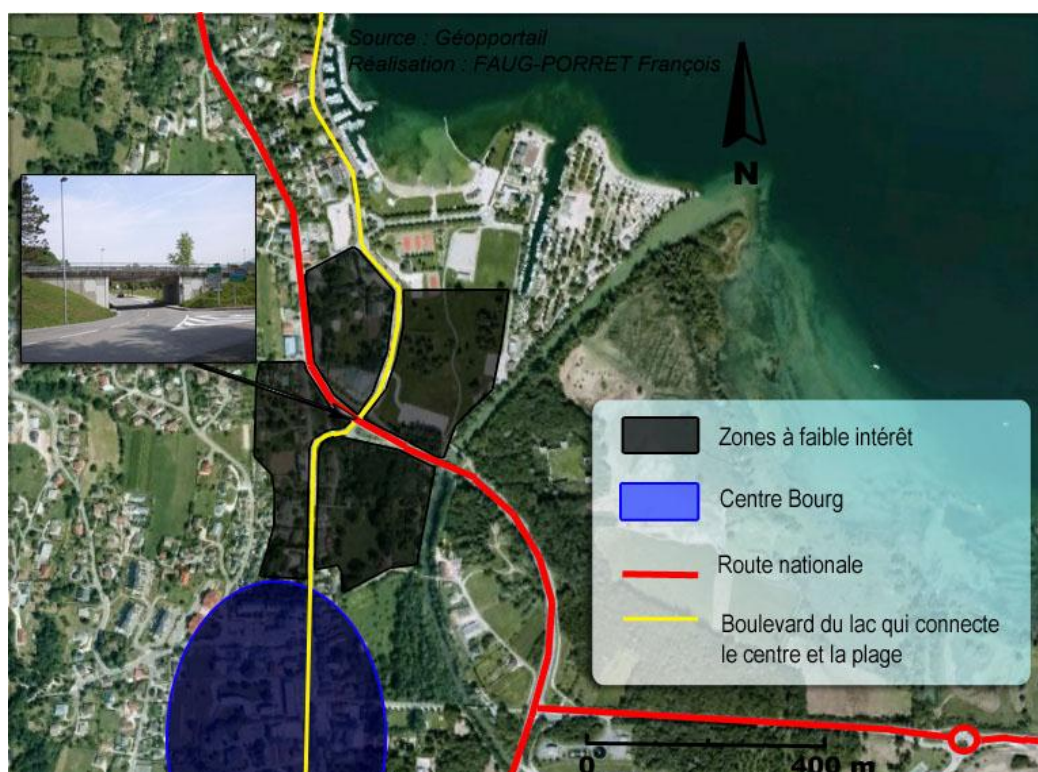 Source : Géopportail
Réalisation : FAUG-PORRET François
N
Zones à faible intérêt
Centre Bourg
Route nationale
Boulevard du lac qui connecte
le centre et la plage
0 400 m